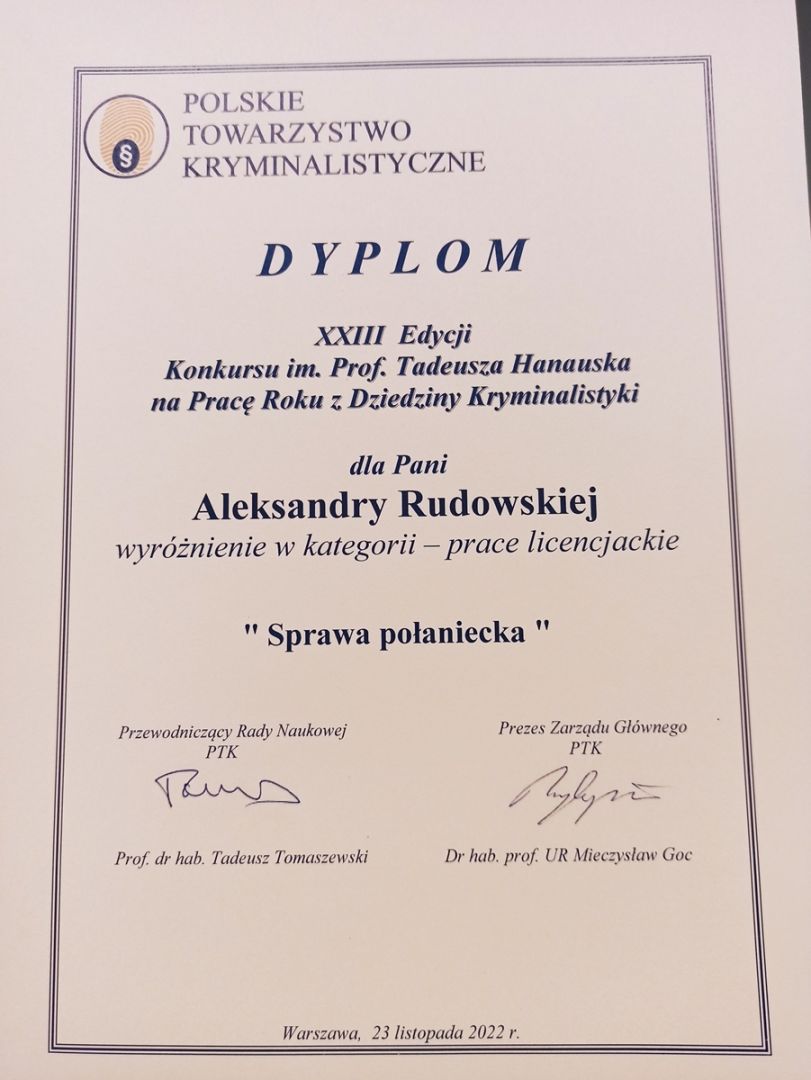 POLSKIE
TOWARZYSTWO
KRYMINALISTYCZNE
§
DYPLOM
XXIII Edycji
Konkursu im. Prof. Tadeusza Hanauska
na Pracę Roku z Dziedziny Kryminalistyki
dla Pani
Aleksandry Rudowskiej
wyróżnienie w kategorii – prace licencjackie
" Sprawa połaniecka "
Przewodniczący Rady Naukowej
PTK
Prof. dr hab. Tadeusz Tomaszewski
Prezes Zarządu Głównego
PTK
Dr hab. prof. UR Mieczysław Goc
Warszawa, 23 listopada 2022 r.